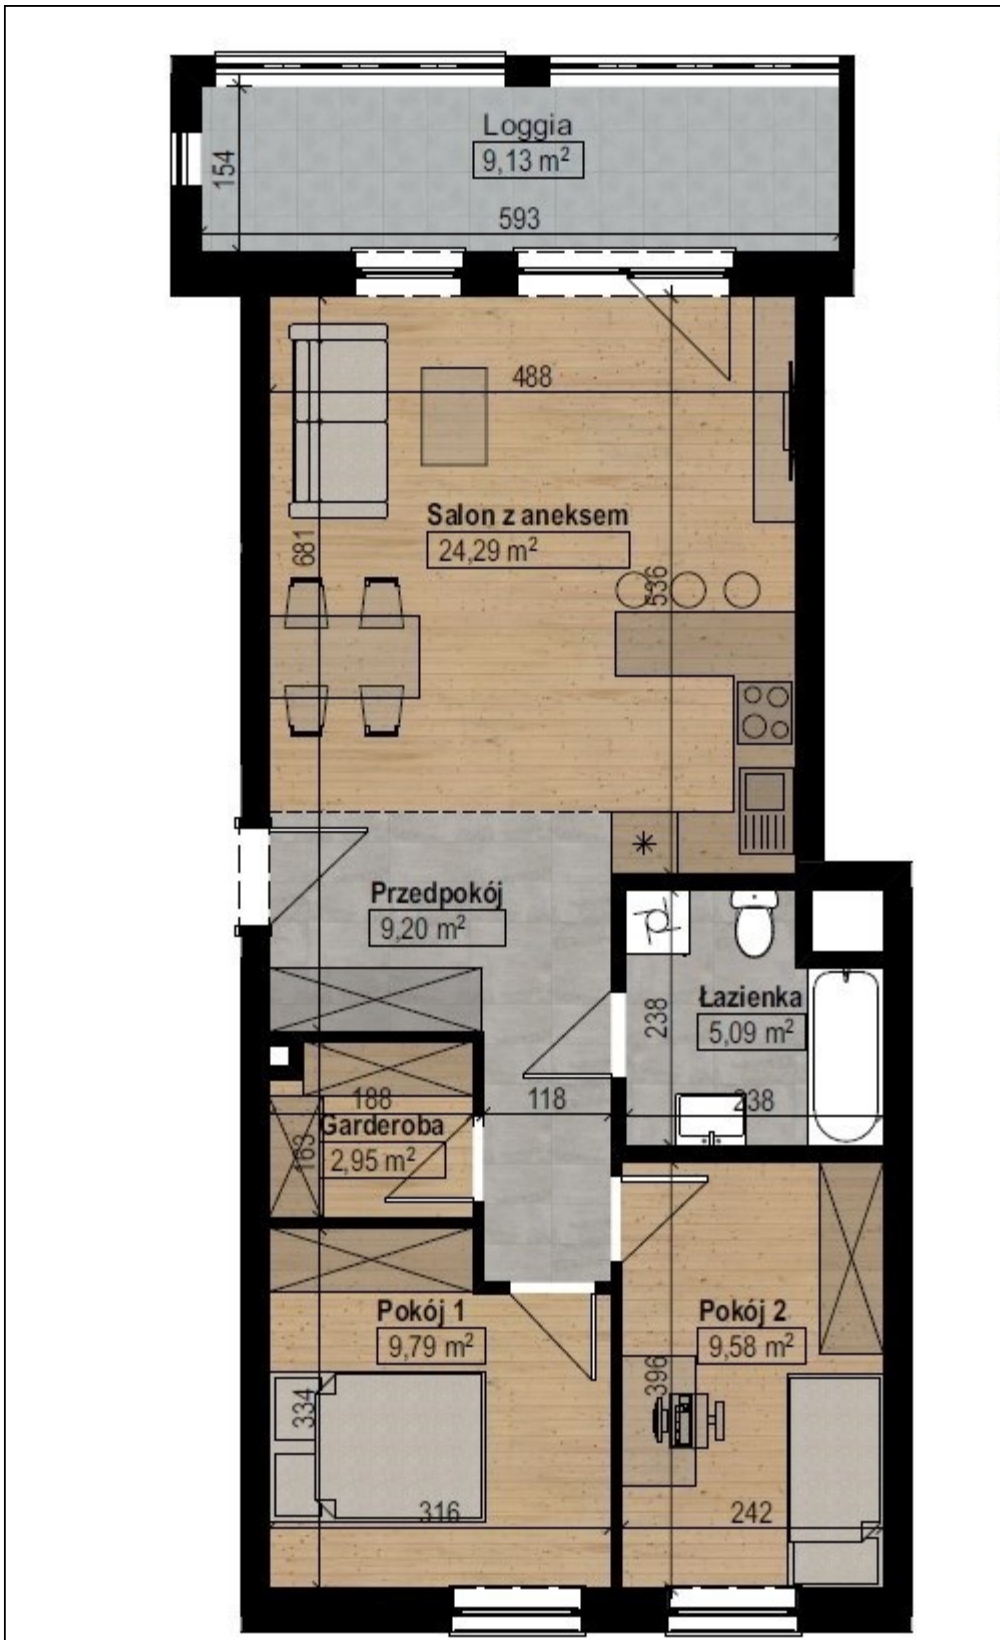 Loggia
9,13 m²
154
593
488
Salon z aneksem
24,29 m²
681
536
Przedpokój
9,20 m²
Łazienka
5,09 m²
238
238
188
118
Garderoba
163
2,95 m²
Pokój 1
9,79 m²
Pokój 2
9,58 m²
396
334
316
242